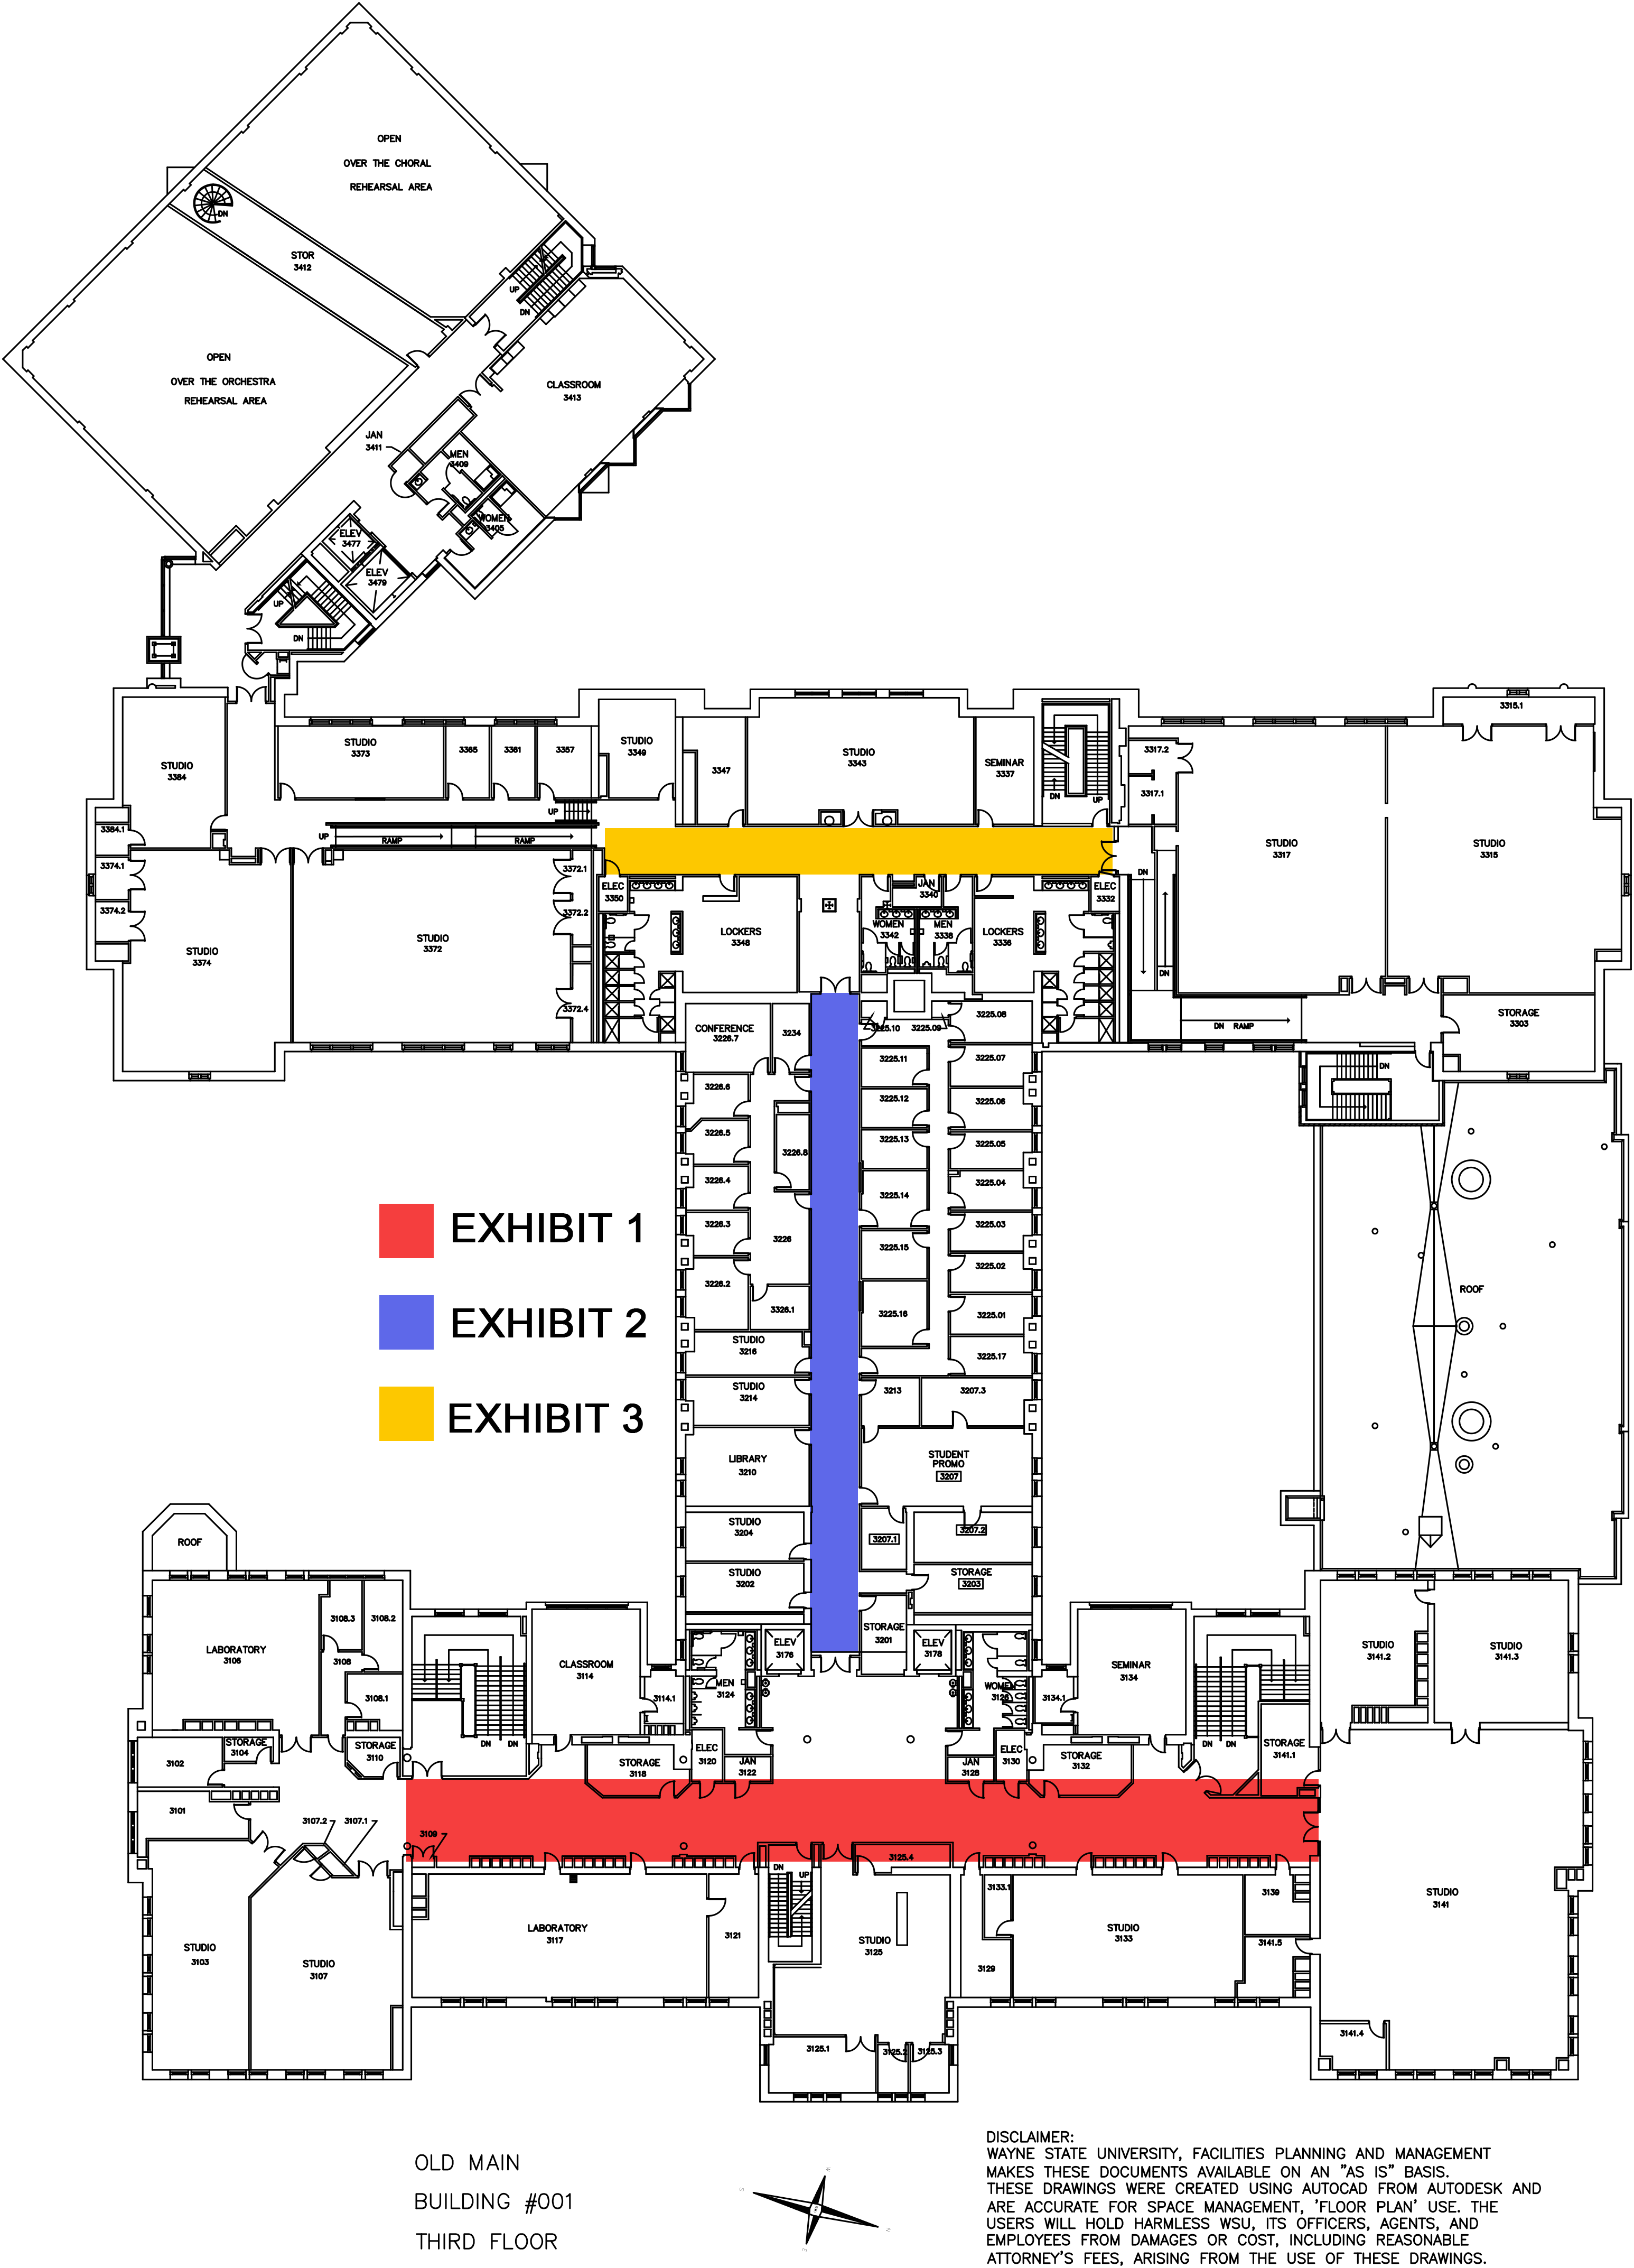 OPEN
OVER THE CHORAL
REHEARSAL AREA
DN
STOR
3412
UP
DN
OPEN
OVER THE ORCHESTRA
REHEARSAL AREA
CLASSROOM
3413
JAN
3411
MEN
3409
WOMEN
3405
ELEV
3477
ELEV
3479
UP
DN
3315.1
STUDIO
3384
STUDIO
3373
3365
3361
3357
STUDIO
3349
3347
STUDIO
3343
SEMINAR
3337
DN
UP
3317.2
3317.1
STUDIO
3317
STUDIO
3315
UP
UP
RAMP
RAMP
3384.1
3374.1
3374.2
STUDIO
3374
STUDIO
3372
3372.1
3372.2
3372.4
ELEC
3350
LOCKERS
3348
WOMEN
3342
JAN
3340
MEN
3338
LOCKERS
3336
ELEC
3332
DN
DN
DN RAMP
STORAGE
3303
DN
CONFERENCE
3226.7
3234
3225.10
3225.09
3225.08
3226.6
3225.11
3225.07
3226.5
3225.12
3225.06
3226.8
3225.13
3225.05
3226.4
3225.14
3225.04
3226.3
3226
3225.15
3225.03
3226.2
3326.1
3225.16
3225.02
3225.01
STUDIO
3216
3225.17
STUDIO
3214
3213
3207.3
LIBRARY
3210
STUDENT
PROMO
3207
STUDIO
3204
3207.1
3207.2
STUDIO
3202
STORAGE
3203
STORAGE
3201
ROOF
EXHIBIT 1
EXHIBIT 2
EXHIBIT 3
ROOF
LABORATORY
3106
3108.3
3108.2
3108
3108.1
STORAGE
3104
STORAGE
3110
3102
3101
3107.2
3107.1
3109
DN
DN
CLASSROOM
3114
3114.1
MEN
3124
ELEV
3176
ELEV
3178
WOMEN
3126
3134.1
SEMINAR
3134
STORAGE
3118
ELEC
3120
JAN
3122
JAN
3128
ELEC
3130
STORAGE
3132
DN
DN
STORAGE
3141.1
STUDIO
3141.2
STUDIO
3141.3
STUDIO
3103
STUDIO
3107
LABORATORY
3117
3121
DN
UP
3125.4
STUDIO
3125
3133.1
3129
STUDIO
3133
3139
3141.5
STUDIO
3141
3141.4
3125.1
3125.2
3125.3
OLD MAIN
BUILDING #001
THIRD FLOOR
DISCLAIMER:
WAYNE STATE UNIVERSITY, FACILITIES PLANNING AND MANAGEMENT
MAKES THESE DOCUMENTS AVAILABLE ON AN "AS IS" BASIS.
THESE DRAWINGS WERE CREATED USING AUTOCAD FROM AUTODESK AND
ARE ACCURATE FOR SPACE MANAGEMENT, 'FLOOR PLAN' USE. THE
USERS WILL HOLD HARMLESS WSU, ITS OFFICERS, AGENTS, AND
EMPLOYEES FROM DAMAGES OR COST, INCLUDING REASONABLE
ATTORNEY'S FEES, ARISING FROM THE USE OF THESE DRAWINGS.